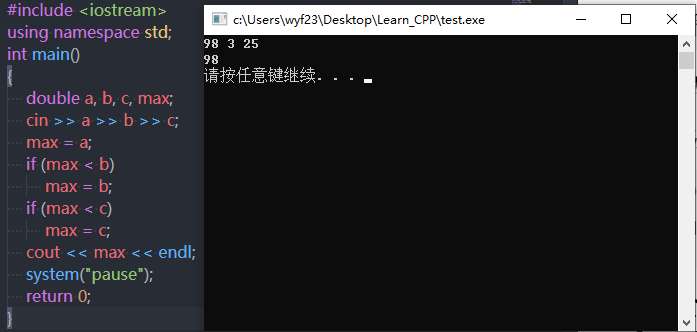 #include <iostream>
using namespace std;
int main()
{
double a, b, c, max;
cin >> a >> b >> c;
max = a;
if (max < b)
max = b;
if (max < c)
max = c;
cout << max << endl;
system("pause");
return 0;
}
c:\Users\wyf23\Desktop\Learn_CPP\test.exe
98 3 25
98
请按任意键继续. . .